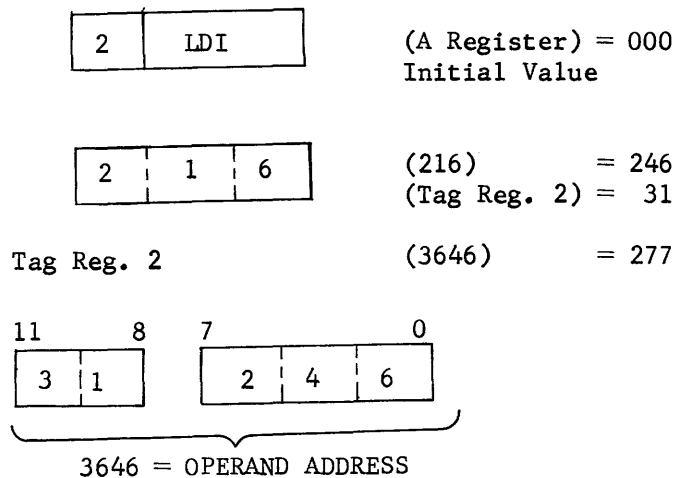 2 LDI (A Register) = 000
Initial Value
2 1 6 (216) = 246
(Tag Reg. 2) = 31
Tag Reg. 2 (3646) = 277
11 8 7 0
3 1 2 4 6
3646 = OPERAND ADDRESS